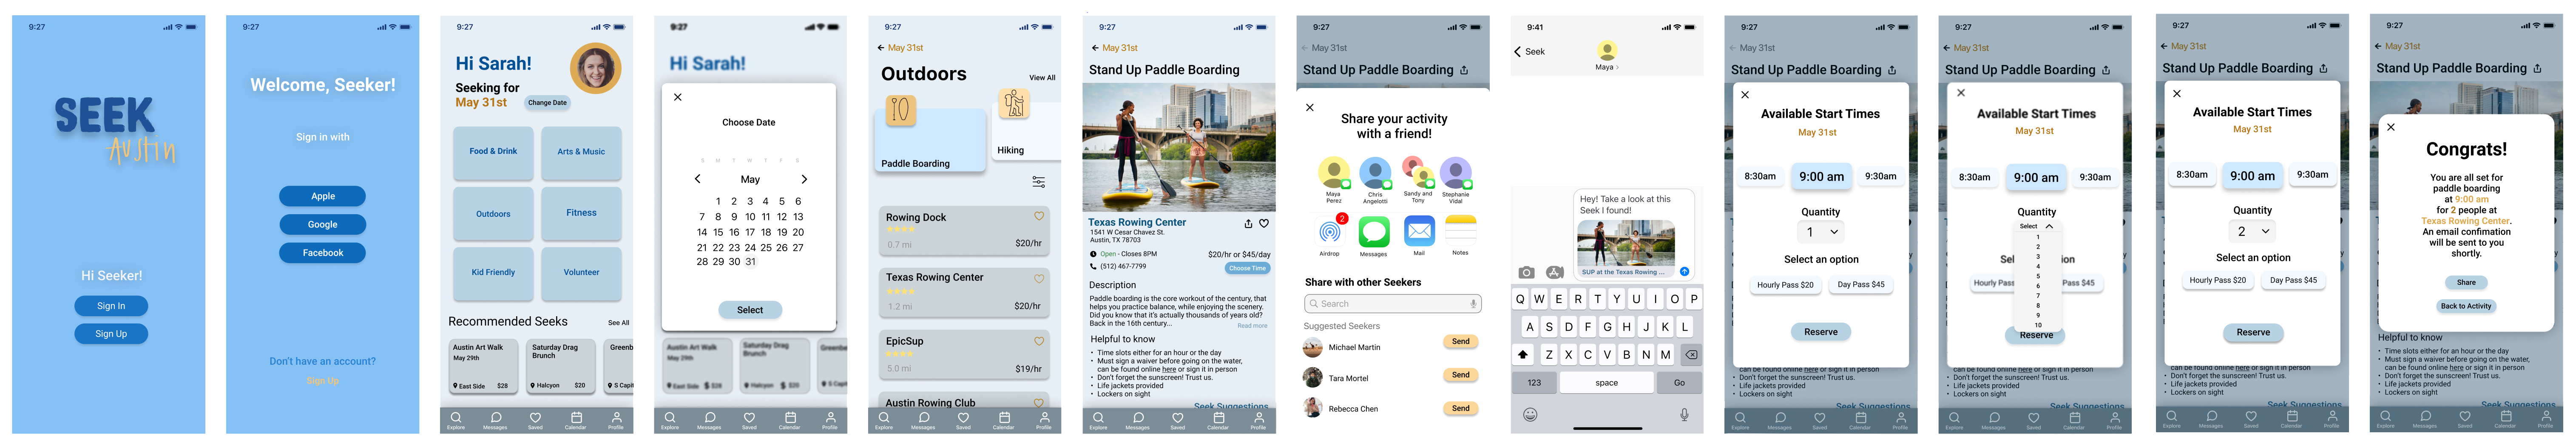 9:27
SEEK
Austin
Hi Seeker!
Sign In
Sign Up
9:27
Welcome, Seeker!
Sign in with
Apple
Google
Facebook
Don't have an account?
Sign Up
9:27
Hi Sarah!
Seeking for
May 31st
Change Date
Food & Drink
Arts & Music
Outdoors
Fitness
Kid Friendly
Volunteer
Recommended Seeks
See All
Austin Art Walk
May 29th
East Side
$28
Saturday Drag
Brunch
Halcyon
$20
Greenb
S Capit
Explore
Messages
Saved
Calendar
Profile
9:27
Hi Sarah!
Choose Date
S M T W T F S
May
1 2 3 4 5 6
7 8 9 10 11 12 13
14 15 16 17 18 19 20
21 22 23 24 25 26 27
28 29 30 31
Select
Austin Art Walk
May 29th
East Side
$28
Saturday Drag
Brunch
Halcyon
$20
Greenbe
S Capit
Explore
Messages
Saved
Calendar
Profile
9:27
May 31st
Outdoors
View All
Paddle Boarding
Hiking
Rowing Dock
0.7 mi
$20/hr
Texas Rowing Center
1.2 mi
$20/hr
EpicSup
5.0 mi
$19/hr
Austin Rowing Club
Explore
Messages
Saved
Calendar
Profile
9:27
May 31st
Stand Up Paddle Boarding
Texas Rowing Center
1541 W Cesar Chavez St.
Austin, TX 78703
Open - Closes 8PM
$20/hr or $45/day
(512) 467-7799
Choose Time
Description
Paddle boarding is the core workout of the century, that
helps you practice balance, while enjoying the scenery.
Did you know that it's actually thousands of years old?
Back in the 16th century...
Read more
Helpful to know
Time slots either for an hour or the day
Must sign a waiver before going on the water,
can be found online here or sign it in person
Don't forget the sunscreen! Trust us.
Life jackets provided
Lockers on sight
Seek Suggestions
Explore
Messages
Saved
Calendar
Profile
9:27
May 31st
Stand Up Paddle Boarding
Share your activity
with a friend!
Maya
Perez
Chris
Angelotti
Sandy and
Tony
Stephanie
Vidal
2
Airdrop
Messages
Mail
Notes
Share with other Seekers
Search
Suggested Seekers
Michael Martin
Send
Tara Mortel
Send
Rebecca Chen
Send
9:41
Seek
Maya
Hey! Take a look at this
Seek I found!
SUP at the Texas Rowing ...
Q W E R T Y U I O P
A S D F G H J K L
Z X C V B N M
123
space
Go
9:27
May 31st
Stand Up Paddle Boarding
Available Start Times
May 31st
8:30am
9:00 am
9:30am
Quantity
1
Select an option
Hourly Pass $20
Day Pass $45
Reserve
can be found online here or sign it in person
Don't forget the sunscreen! Trust us.
Life jackets provided
Lockers on sight
Seek Suggestions
Explore
Messages
Saved
Calendar
Profile
9:27
May 31st
Stand Up Paddle Boarding
Available Start Times
May 31st
8:30am
9:00 am
9:30am
Quantity
Select
1
2
3
4
5
6
7
8
9
10
Sel
ion
Hourly Pass
Pass $45
Reserve
can be found online here or sign it in person
Don't forget the sunscreen! Trust us.
Life jackets provided
Lockers on sight
Seek Suggestions
Explore
Messages
Saved
Calendar
Profile
9:27
May 31st
Stand Up Paddle Boarding
Available Start Times
May 31st
8:30am
9:00 am
9:30am
Quantity
2
Select an option
Hourly Pass $20
Day Pass $45
Reserve
can be found online here or sign it in person
Don't forget the sunscreen! Trust us.
Life jackets provided
Lockers on sight
Seek Suggestions
Explore
Messages
Saved
Calendar
Profile
9:27
May 31st
Stand Up Paddle Boarding
Congrats!
You are all set for
paddle boarding
at 9:00 am
for 2 people at
Texas Rowing Center.
An email confimation
will be sent to you
shortly.
Share
Back to Activity
Helpful to know
Time slots either for an hour or the day
Must sign a waiver before going on the water,
can be found online here or sign it in person
Don't forget the sunscreen! Trust us.
Life jackets provided
Lockers on sight
Seek Suggestions
Explore
Messages
Saved
Calendar
Profile